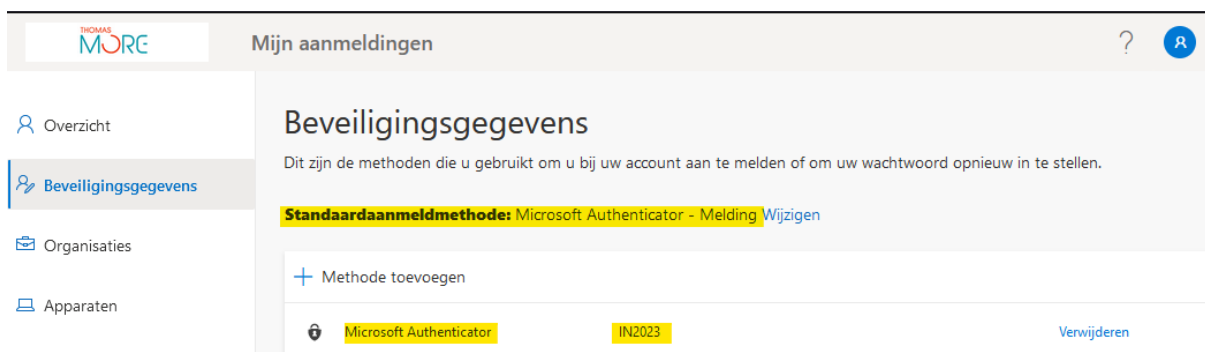 THOMAS
MORE
Mijn aanmeldingen
?
Overzicht
Beveiligingsgegevens
Organisaties
Apparaten
Beveiligingsgegevens
Dit zijn de methoden die u gebruikt om u bij uw account aan te melden of om uw wachtwoord opnieuw in te stellen.
Standaardaanmeldmethode: Microsoft Authenticator - Melding Wijzigen
+ Methode toevoegen
Microsoft Authenticator IN2023 Verwijderen